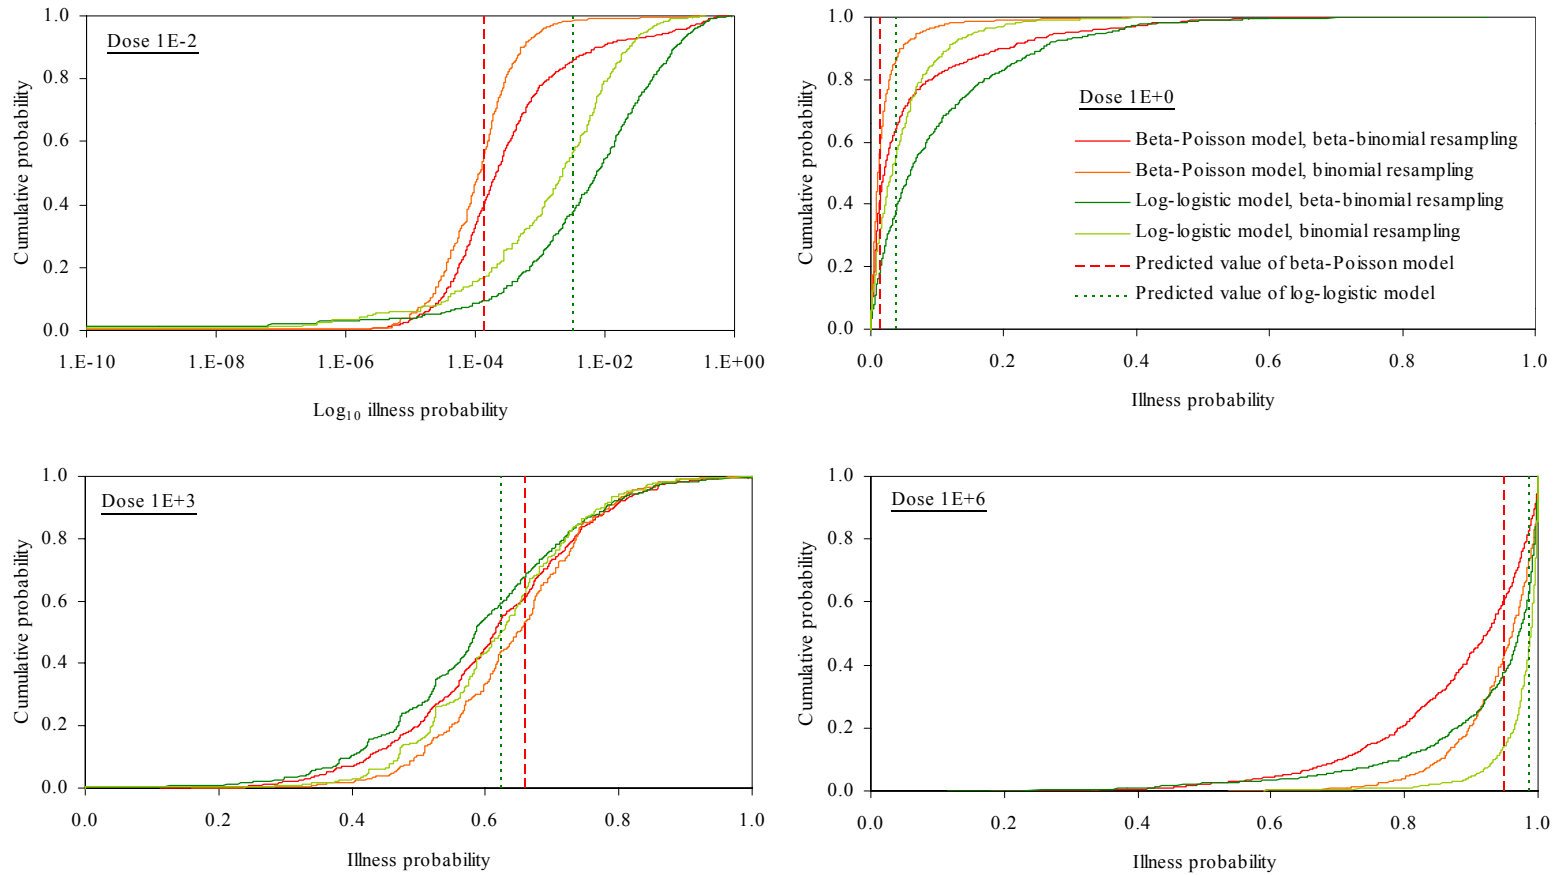 Dose 1E-2
Cumulative probability
1.0
0.8
0.6
0.4
0.2
0.0
1.E-10
1.E-08
1.E-06
1.E-04
1.E-02
1.E+00
Log10 illness probability
Dose 1E+0
Cumulative probability
1.0
0.8
0.6
0.4
0.2
0.0
Beta-Poisson model, beta-binomial resampling
Beta-Poisson model, binomial resampling
Log-logistic model, beta-binomial resampling
Log-logistic model, binomial resampling
Predicted value of beta-Poisson model
Predicted value of log-logistic model
0.0
0.2
0.4
0.6
0.8
1.0
Illness probability
Dose 1E+3
Cumulative probability
1.0
0.8
0.6
0.4
0.2
0.0
0.0
0.2
0.4
0.6
0.8
1.0
Illness probability
Dose 1E+6
Cumulative probability
1.0
0.8
0.6
0.4
0.2
0.0
0.0
0.2
0.4
0.6
0.8
1.0
Illness probability